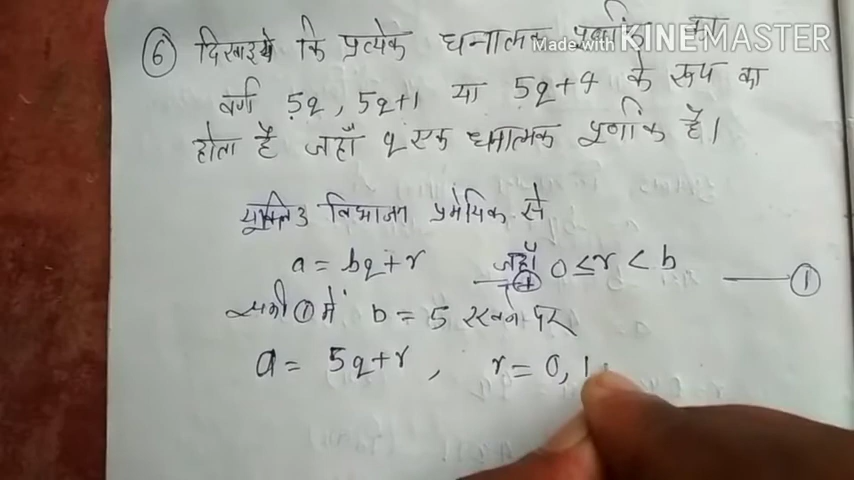 ⑥ दिखाइये कि प्रत्येक धनात्मक पूर्णांक का
Made with KINEMASTER
वर्ग 5q, 5q+1 या 5q+4 के रूप का
होता है जहाँ q एक धनात्मक पूर्णांक है।
विभाजन प्रमेयिका से
a = bq+r जहाँ 0 ≤ r < b ①
समी ① में b = 5 रखने पर
a = 5q+r, r = 0, 1